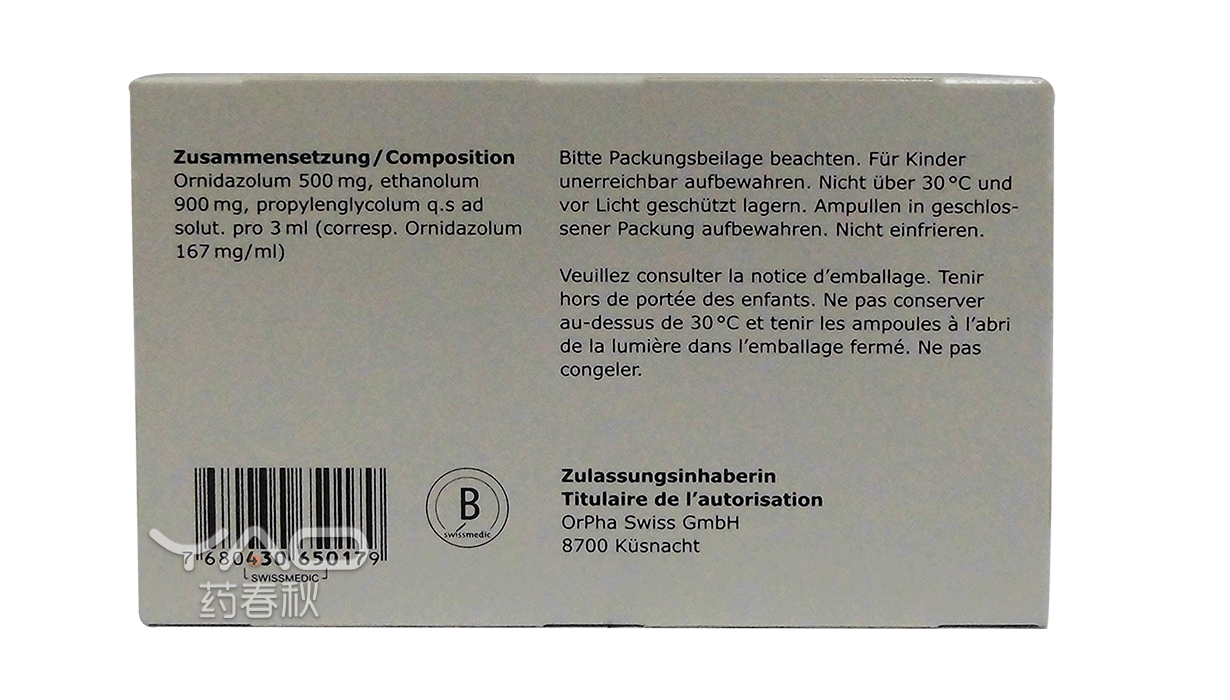 Zusammensetzung/Composition
Ornidazolum 500 mg, ethanolum
900 mg, propylenglycolum q.s ad
solut. pro 3 ml (corresp. Ornidazolum
167 mg/ml)
Bitte Packungsbeilage beachten. Für Kinder
unerreichbar aufbewahren. Nicht über 30 °C und
vor Licht geschützt lagern. Ampullen in geschlos-
sener Packung aufbewahren. Nicht einfrieren.
Veuillez consulter la notice d’emballage. Tenir
hors de portée des enfants. Ne pas conserver
au-dessus de 30 °C et tenir les ampoules à l’abri
de la lumière dans l’emballage fermé. Ne pas
congeler.
7 680430 650179
SWISSMEDIC
YAO
药春秋
B
swissmedic
Zulassungsinhaberin
Titulaire de l’autorisation
OrPha Swiss GmbH
8700 Küsnacht